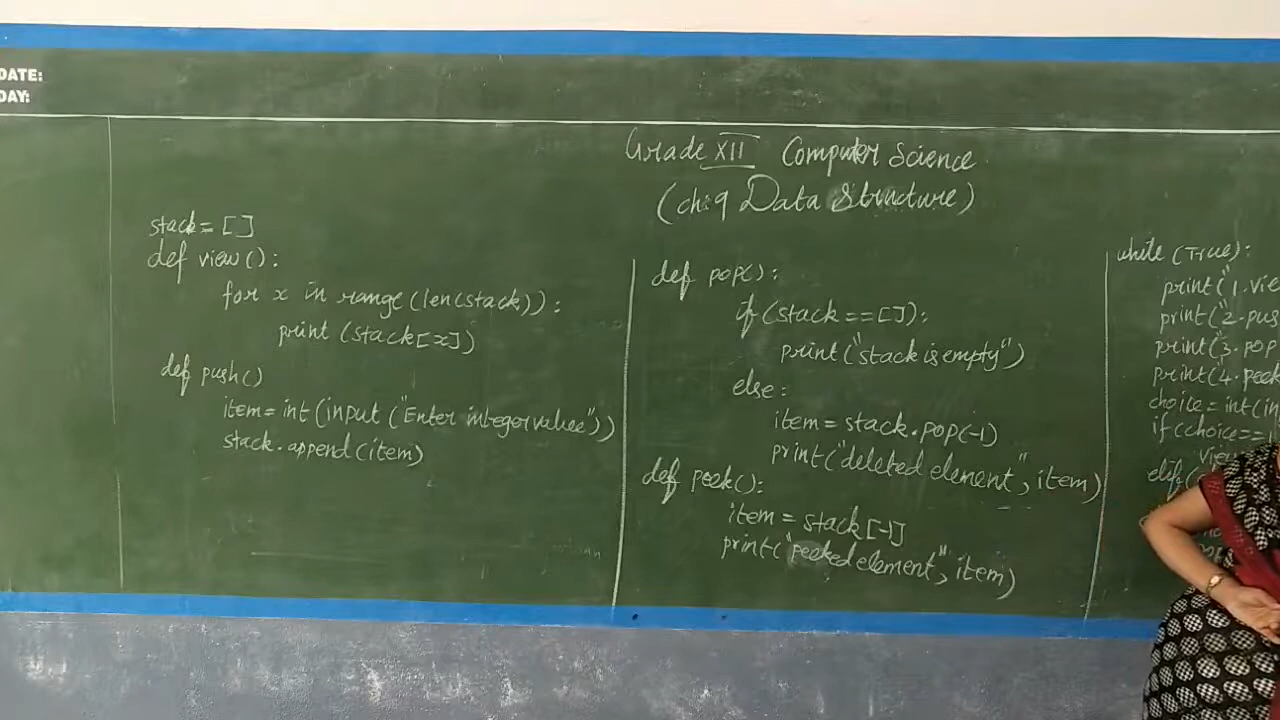 DATE:
DAY:
Grade XII Computer Science
(ch:9 Data Structure)
stack = []
def view():
for x in range(len(stack)):
print (stack[x])
def push()
item = int(input("Enter integer value"))
stack.append(item)
def pop():
if (stack == []):
print("stack is empty")
else:
item = stack.pop(-1)
print("deleted element", item)
def peek():
item = stack[-1]
print("peeked element", item)
while (True):
print("1.vie
print("2.pus
print("3.pop
print(4.peek
choice = int(in
if (choice ==
view
elif(